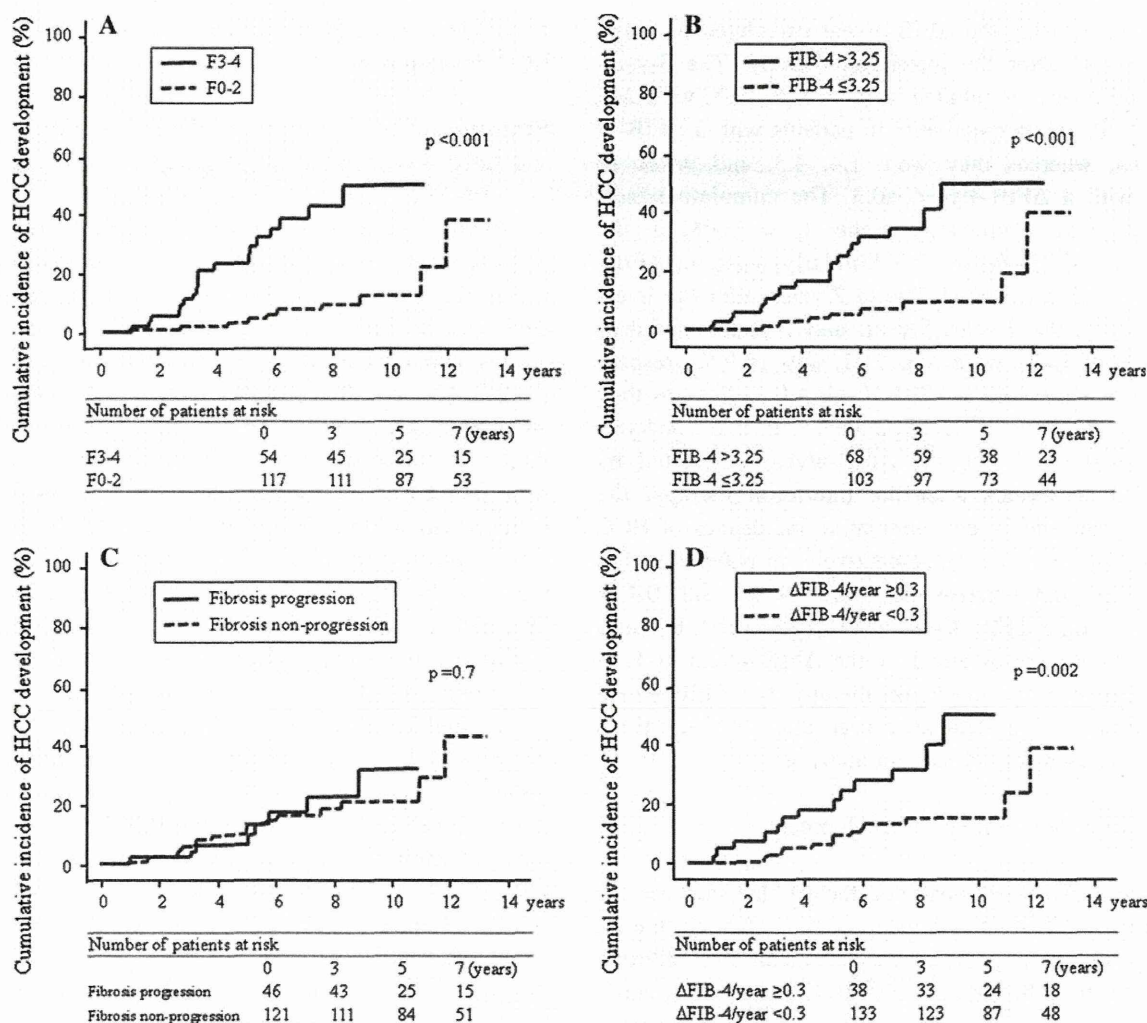 A
Cumulative incidence of HCC development (%)
100
80
60
40
20
0
F3-4
F0-2
p <0.001
0 2 4 6 8 10 12 14 years
Number of patients at risk
0 3 5 7 (years)
F3-4 54 45 25 15
F0-2 117 111 87 53
B
Cumulative incidence of HCC development (%)
100
80
60
40
20
0
FIB-4 >3.25
FIB-4 ≤3.25
p <0.001
0 2 4 6 8 10 12 14 years
Number of patients at risk
0 3 5 7 (years)
FIB-4 >3.25 68 59 38 23
FIB-4 ≤3.25 103 97 73 44
C
Cumulative incidence of HCC development (%)
100
80
60
40
20
0
Fibrosis progression
Fibrosis non-progression
p =0.7
0 2 4 6 8 10 12 14 years
Number of patients at risk
0 3 5 7 (years)
Fibrosis progression 46 43 25 15
Fibrosis non-progression 121 111 84 51
D
Cumulative incidence of HCC development (%)
100
80
60
40
20
0
ΔFIB-4/year ≥0.3
ΔFIB-4/year <0.3
p =0.002
0 2 4 6 8 10 12 14 years
Number of patients at risk
0 3 5 7 (years)
ΔFIB-4/year ≥0.3 38 33 24 18
ΔFIB-4/year <0.3 133 123 87 48